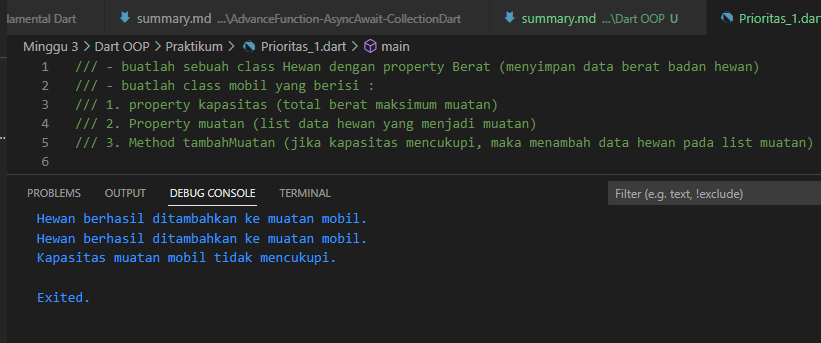 lamental Dart summary.md ...\AdvanceFunction-AsyncAwait-CollectionDart summary.md ...\Dart OOP U Prioritas_1.dart
Minggu 3 > Dart OOP > Praktikum > Prioritas_1.dart > main
1 /// - buatlah sebuah class Hewan dengan property Berat (menyimpan data berat badan hewan)
2 /// - buatlah class mobil yang berisi :
3 /// 1. property kapasitas (total berat maksimum muatan)
4 /// 2. Property muatan (list data hewan yang menjadi muatan)
5 /// 3. Method tambahMuatan (jika kapasitas mencukupi, maka menambah data hewan pada list muatan)
6
PROBLEMS OUTPUT DEBUG CONSOLE TERMINAL Filter (e.g. text, !exclude)
Hewan berhasil ditambahkan ke muatan mobil.
Hewan berhasil ditambahkan ke muatan mobil.
Kapasitas muatan mobil tidak mencukupi.
Exited.